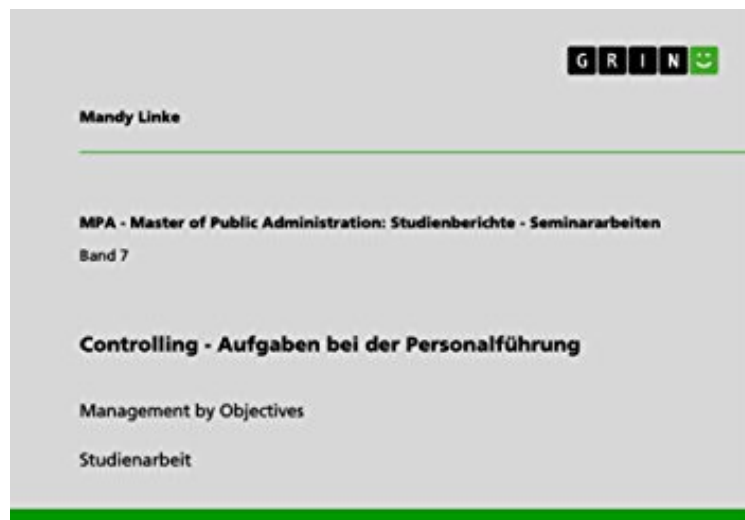 GRIN
Mandy Linke
MPA - Master of Public Administration: Studienberichte - Seminararbeiten
Band 7
Controlling - Aufgaben bei der Personalführung
Management by Objectives
Studienarbeit